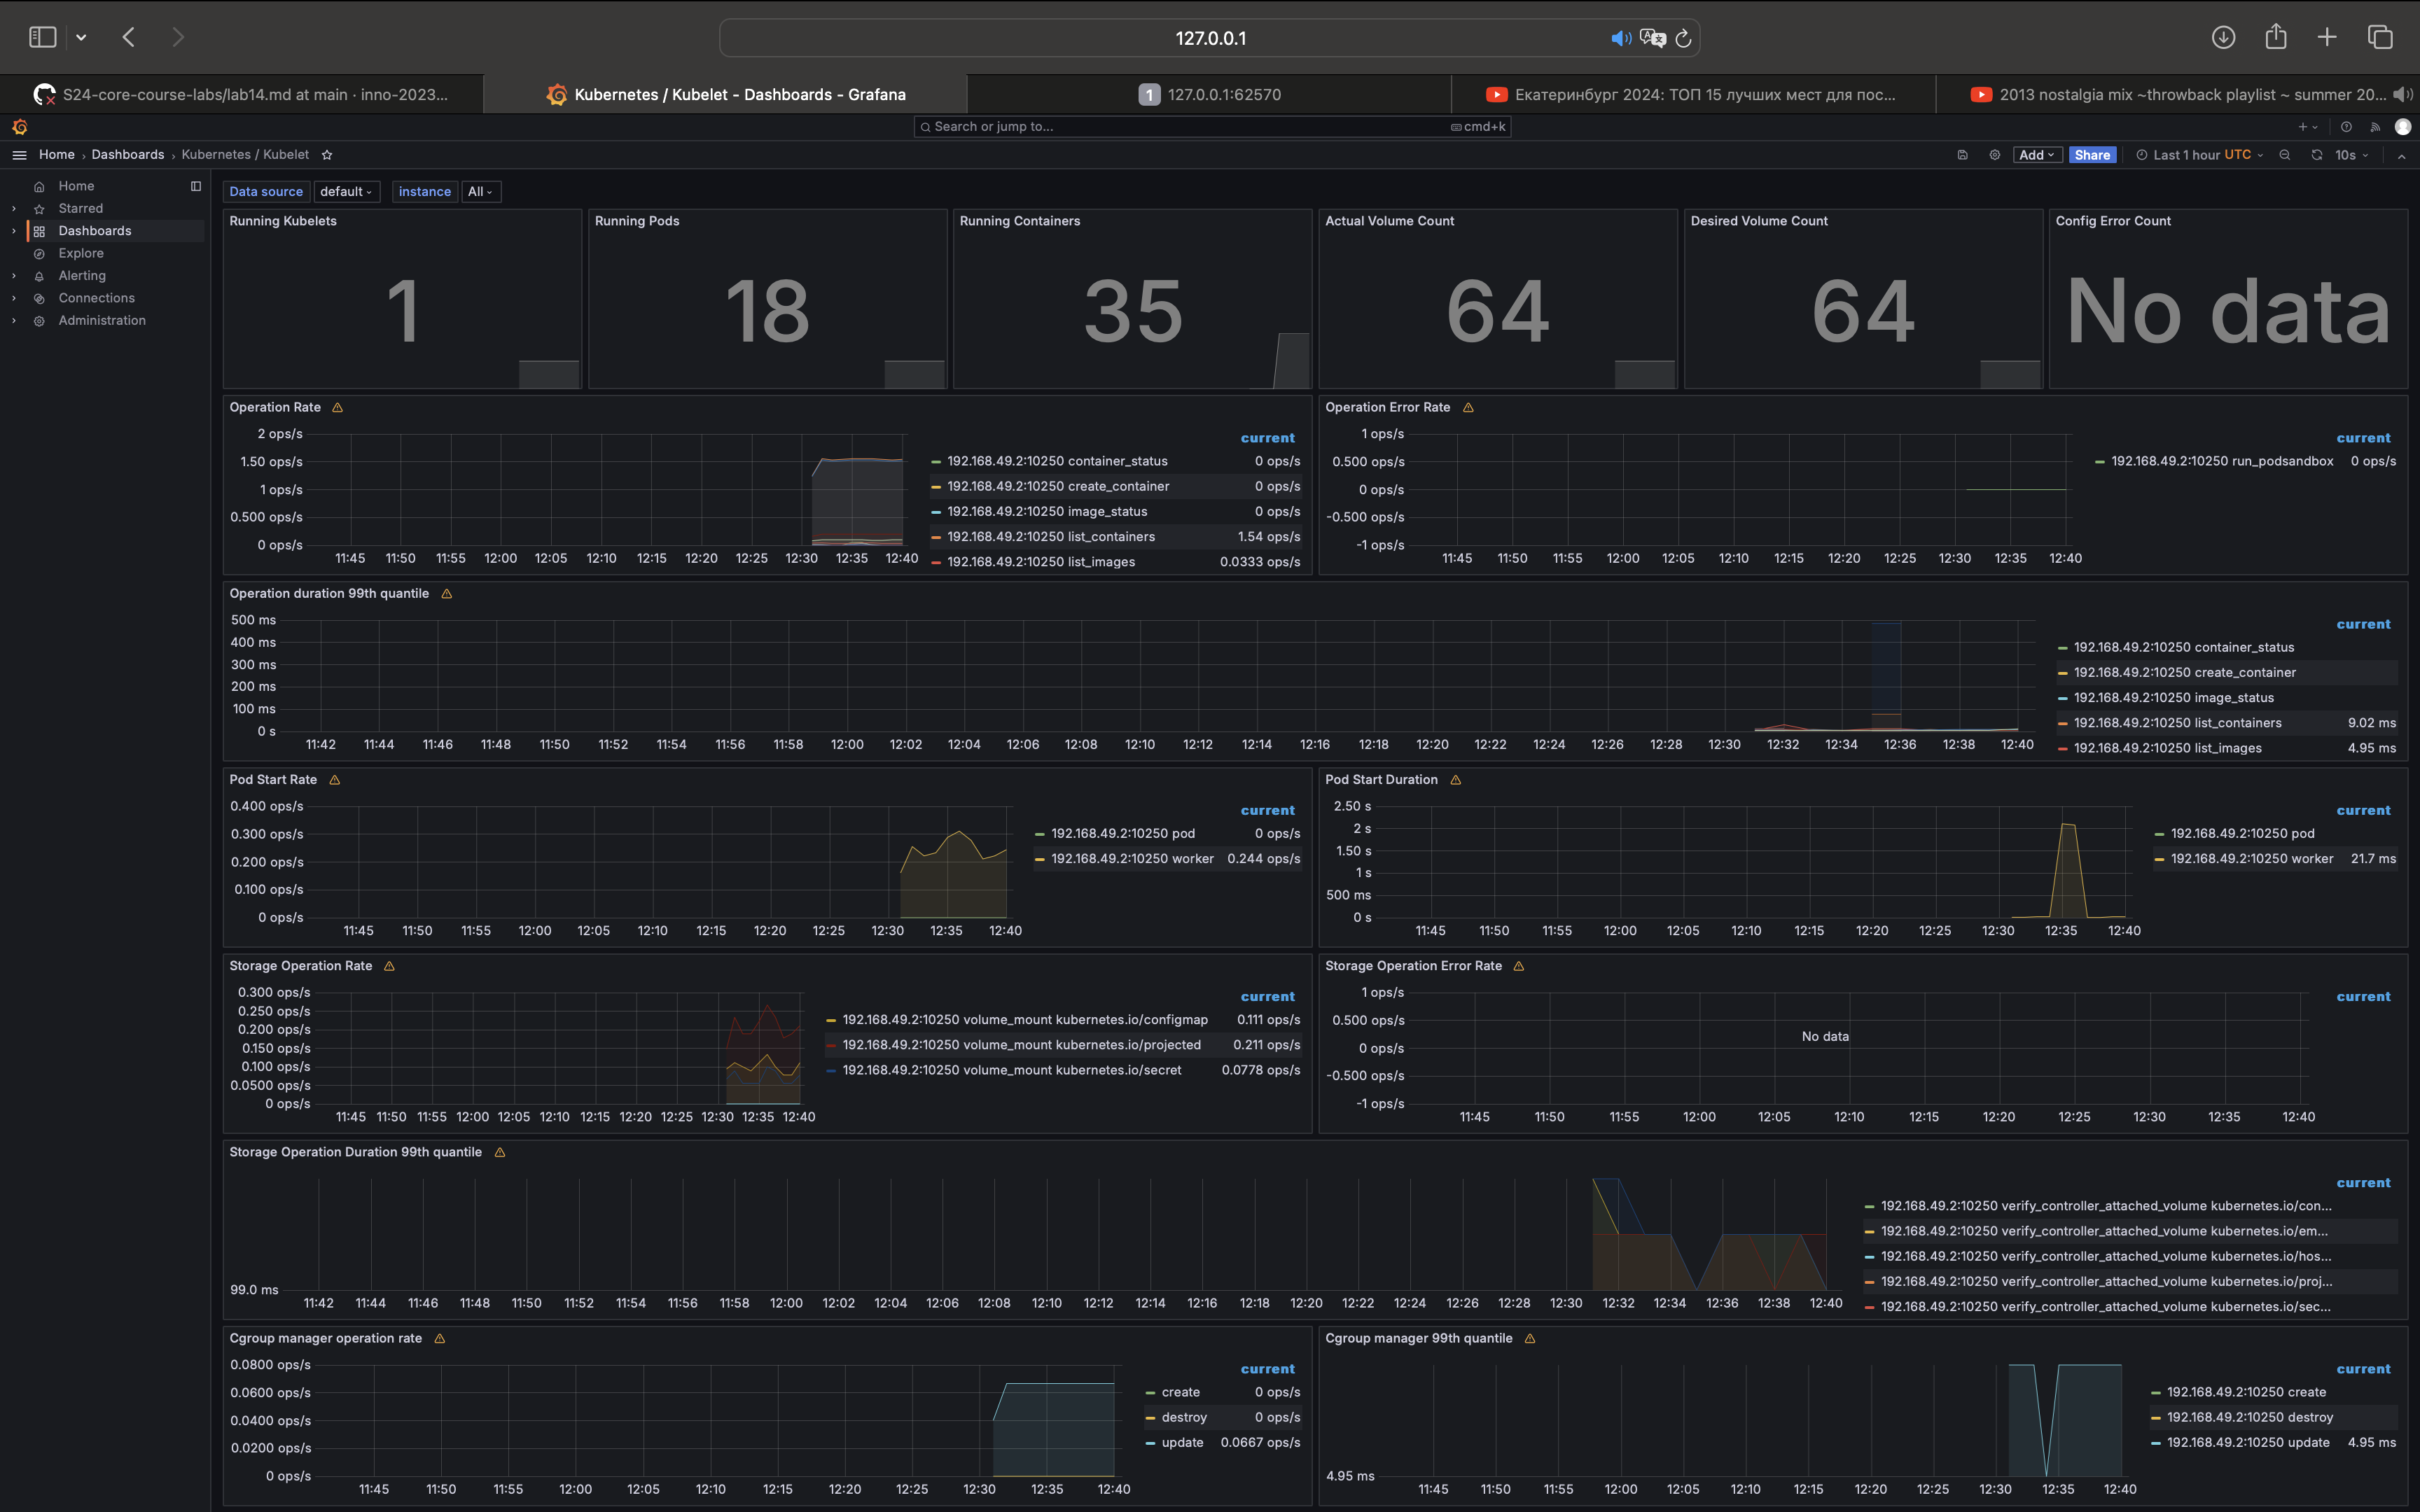 127.0.0.1
S24-core-course-labs/lab14.md at main · inno-2023...
Kubernetes / Kubelet - Dashboards - Grafana
1 127.0.0.1:62570
Екатеринбург 2024: ТОП 15 лучших мест для пос...
2013 nostalgia mix ~throwback playlist ~ summer 20...
Search or jump to...
cmd+k
Home › Dashboards › Kubernetes / Kubelet
Add
Share
Last 1 hour UTC
10s
Home
Starred
Dashboards
Explore
Alerting
Connections
Administration
Data source default
instance All
Running Kubelets
1
Running Pods
18
Running Containers
35
Actual Volume Count
64
Desired Volume Count
64
Config Error Count
No data
Operation Rate
2 ops/s
1.50 ops/s
1 ops/s
0.500 ops/s
0 ops/s
11:45 11:50 11:55 12:00 12:05 12:10 12:15 12:20 12:25 12:30 12:35 12:40
current
192.168.49.2:10250 container_status 0 ops/s
192.168.49.2:10250 create_container 0 ops/s
192.168.49.2:10250 image_status 0 ops/s
192.168.49.2:10250 list_containers 1.54 ops/s
192.168.49.2:10250 list_images 0.0333 ops/s
Operation Error Rate
1 ops/s
0.500 ops/s
0 ops/s
-0.500 ops/s
-1 ops/s
11:45 11:50 11:55 12:00 12:05 12:10 12:15 12:20 12:25 12:30 12:35 12:40
current
192.168.49.2:10250 run_podsandbox 0 ops/s
Operation duration 99th quantile
500 ms
400 ms
300 ms
200 ms
100 ms
0 s
11:42 11:44 11:46 11:48 11:50 11:52 11:54 11:56 11:58 12:00 12:02 12:04 12:06 12:08 12:10 12:12 12:14 12:16 12:18 12:20 12:22 12:24 12:26 12:28 12:30 12:32 12:34 12:36 12:38 12:40
current
192.168.49.2:10250 container_status
192.168.49.2:10250 create_container
192.168.49.2:10250 image_status
192.168.49.2:10250 list_containers 9.02 ms
192.168.49.2:10250 list_images 4.95 ms
Pod Start Rate
0.400 ops/s
0.300 ops/s
0.200 ops/s
0.100 ops/s
0 ops/s
11:45 11:50 11:55 12:00 12:05 12:10 12:15 12:20 12:25 12:30 12:35 12:40
current
192.168.49.2:10250 pod 0 ops/s
192.168.49.2:10250 worker 0.244 ops/s
Pod Start Duration
2.50 s
2 s
1.50 s
1 s
500 ms
0 s
11:45 11:50 11:55 12:00 12:05 12:10 12:15 12:20 12:25 12:30 12:35 12:40
current
192.168.49.2:10250 pod
192.168.49.2:10250 worker 21.7 ms
Storage Operation Rate
0.300 ops/s
0.250 ops/s
0.200 ops/s
0.150 ops/s
0.100 ops/s
0.0500 ops/s
0 ops/s
11:45 11:50 11:55 12:00 12:05 12:10 12:15 12:20 12:25 12:30 12:35 12:40
current
192.168.49.2:10250 volume_mount kubernetes.io/configmap 0.111 ops/s
192.168.49.2:10250 volume_mount kubernetes.io/projected 0.211 ops/s
192.168.49.2:10250 volume_mount kubernetes.io/secret 0.0778 ops/s
Storage Operation Error Rate
1 ops/s
0.500 ops/s
0 ops/s
-0.500 ops/s
-1 ops/s
No data
11:45 11:50 11:55 12:00 12:05 12:10 12:15 12:20 12:25 12:30 12:35 12:40
current
Storage Operation Duration 99th quantile
99.0 ms
11:42 11:44 11:46 11:48 11:50 11:52 11:54 11:56 11:58 12:00 12:02 12:04 12:06 12:08 12:10 12:12 12:14 12:16 12:18 12:20 12:22 12:24 12:26 12:28 12:30 12:32 12:34 12:36 12:38 12:40
current
192.168.49.2:10250 verify_controller_attached_volume kubernetes.io/con...
192.168.49.2:10250 verify_controller_attached_volume kubernetes.io/em...
192.168.49.2:10250 verify_controller_attached_volume kubernetes.io/hos...
192.168.49.2:10250 verify_controller_attached_volume kubernetes.io/proj...
192.168.49.2:10250 verify_controller_attached_volume kubernetes.io/sec...
Cgroup manager operation rate
0.0800 ops/s
0.0600 ops/s
0.0400 ops/s
0.0200 ops/s
0 ops/s
11:45 11:50 11:55 12:00 12:05 12:10 12:15 12:20 12:25 12:30 12:35 12:40
current
create 0 ops/s
destroy 0 ops/s
update 0.0667 ops/s
Cgroup manager 99th quantile
4.95 ms
11:45 11:50 11:55 12:00 12:05 12:10 12:15 12:20 12:25 12:30 12:35 12:40
current
192.168.49.2:10250 create
192.168.49.2:10250 destroy
192.168.49.2:10250 update 4.95 ms